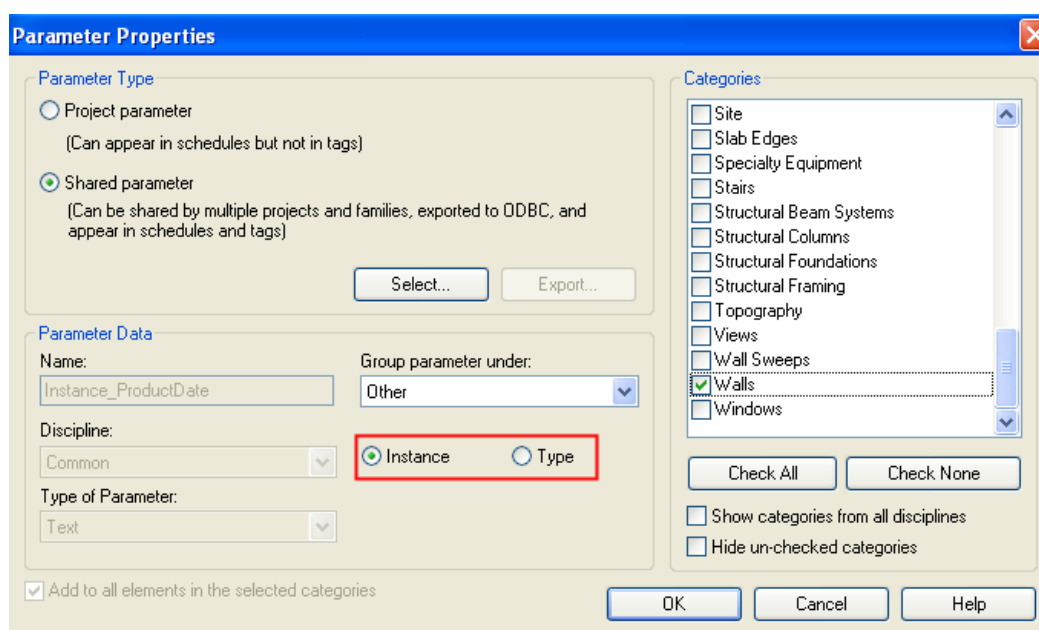 Parameter Properties
Parameter Type
Project parameter
(Can appear in schedules but not in tags)
Shared parameter
(Can be shared by multiple projects and families, exported to ODBC, and
appear in schedules and tags)
Select...
Export...
Parameter Data
Name:
Instance_ProductDate
Group parameter under:
Other
Discipline:
Common
Instance
Type
Type of Parameter:
Text
Add to all elements in the selected categories
Categories
Site
Slab Edges
Specialty Equipment
Stairs
Structural Beam Systems
Structural Columns
Structural Foundations
Structural Framing
Topography
Views
Wall Sweeps
Walls
Windows
Check All
Check None
Show categories from all disciplines
Hide un-checked categories
OK
Cancel
Help